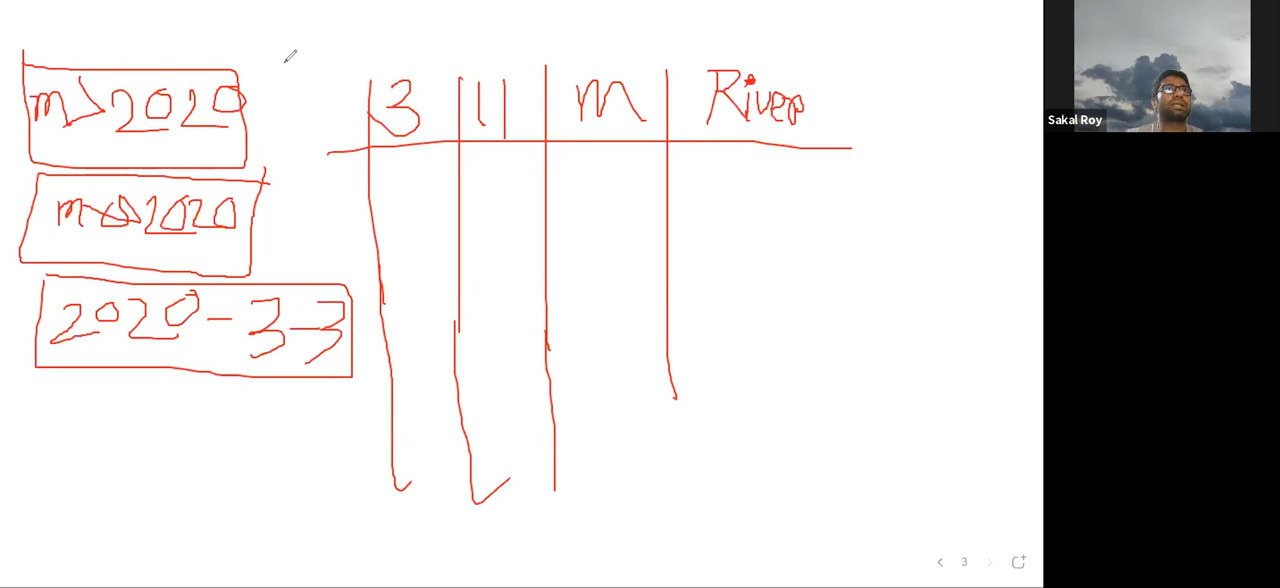 m > 2020
3 11 m River
2020
2020-3-3
3
Sakal Roy